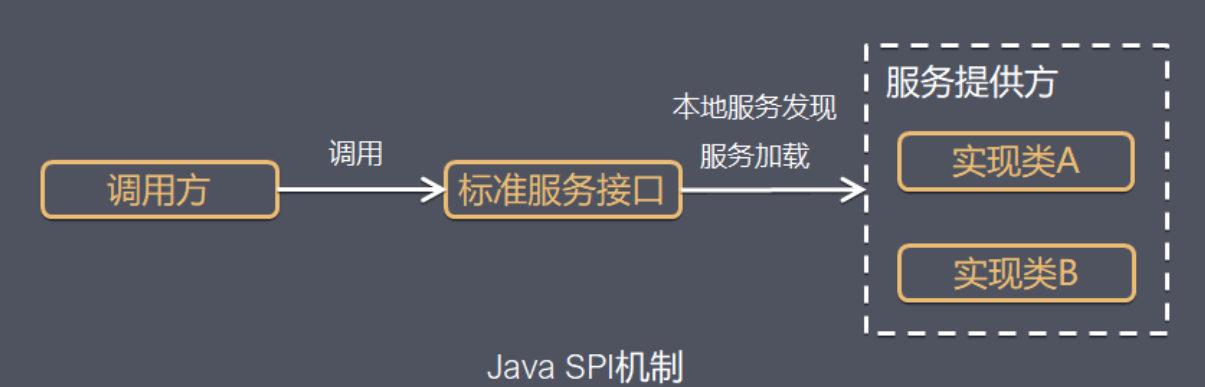 服务提供方
本地服务发现
服务加载
调用
调用方
标准服务接口
实现类A
实现类B
Java SPI机制